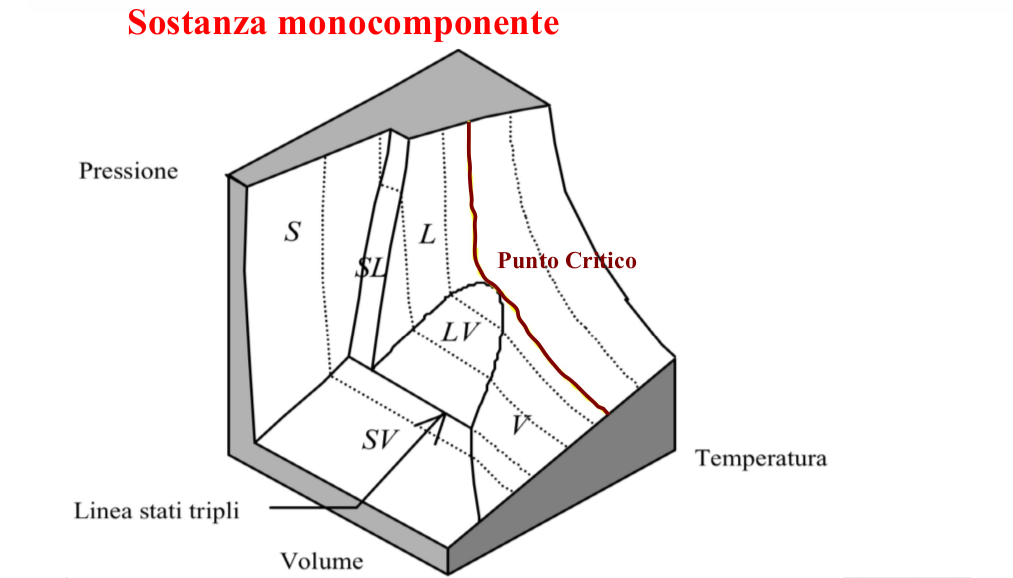 Sostanza monocomponente
Pressione
S
L
SL
Punto Critico
LV
V
SV
Temperatura
Linea stati tripli
Volume